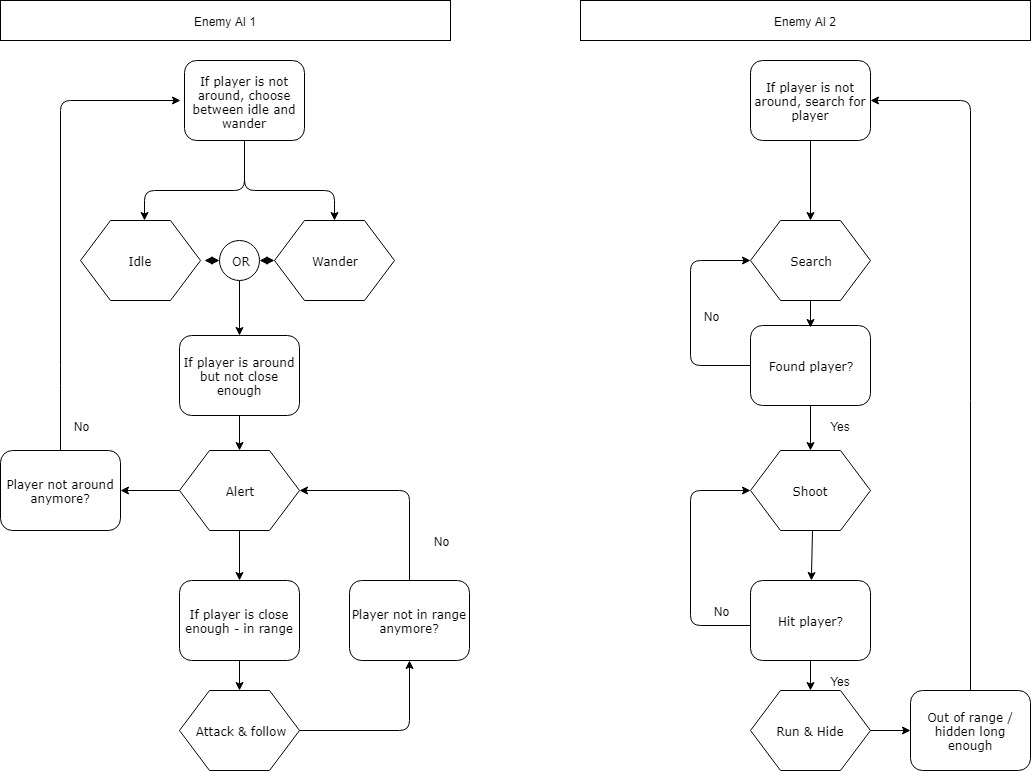 Enemy AI 1
If player is not
around, choose
between idle and
wander
Idle
OR
Wander
If player is around
but not close
enough
No
Player not around
anymore?
Alert
No
If player is close
enough - in range
Player not in range
anymore?
Attack & follow
Enemy AI 2
If player is not
around, search for
player
Search
No
Found player?
Yes
Shoot
No
Hit player?
Yes
Run & Hide
Out of range /
hidden long
enough